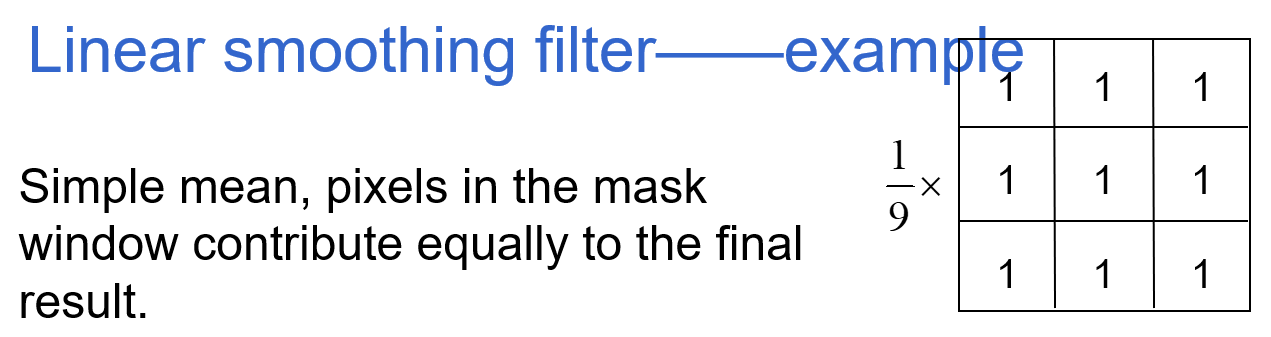 Linear smoothing filter——example
Simple mean, pixels in the mask
window contribute equally to the final
result.
1
9 ×
1 1 1
1 1 1
1 1 1